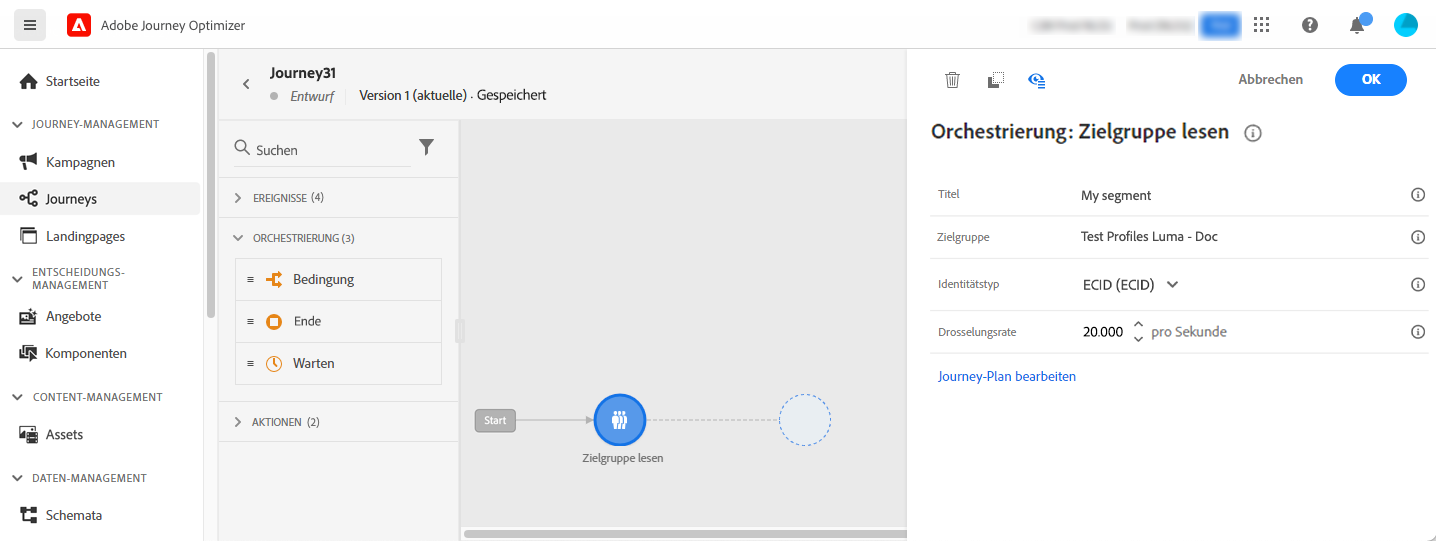 Adobe Journey Optimizer
Startseite
JOURNEY-MANAGEMENT
Kampagnen
Journeys
Landingpages
ENTSCHEIDUNGS-
MANAGEMENT
Angebote
Komponenten
CONTENT-MANAGEMENT
Assets
DATEN-MANAGEMENT
Schemata
Journey31
Entwurf
Version 1 (aktuelle) . Gespeichert
Suchen
EREIGNISSE (4)
ORCHESTRIERUNG (3)
Bedingung
Ende
Warten
AKTIONEN (2)
Start
Zielgruppe lesen
Abbrechen
OK
Orchestrierung: Zielgruppe lesen
Titel My segment
Zielgruppe Test Profiles Luma - Doc
Identitätstyp ECID (ECID)
Drosselungsrate 20.000 pro Sekunde
Journey-Plan bearbeiten